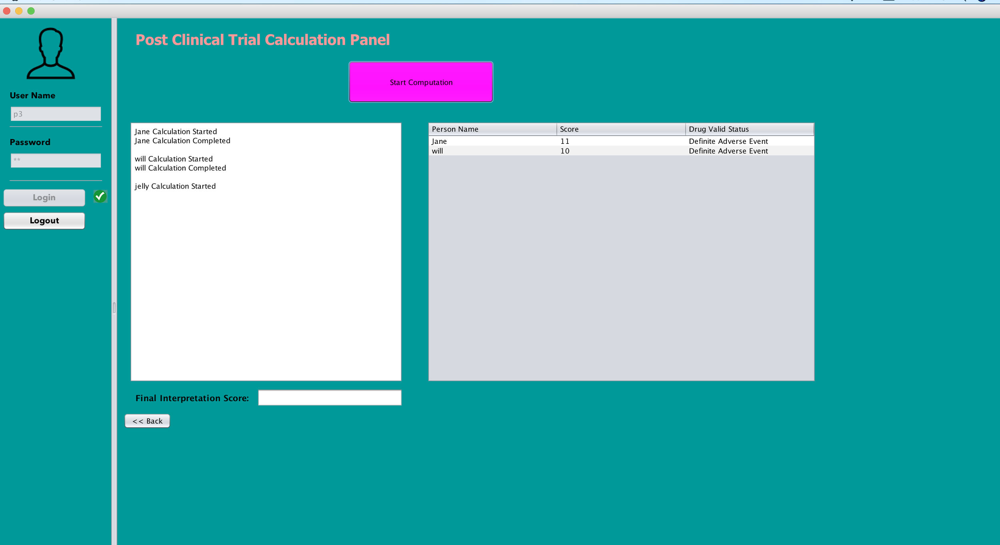 Post Clinical Trial Calculation Panel
Start Computation
User Name
p3
Password
**
Login
Logout
Jane Calculation Started
Jane Calculation Completed
will Calculation Started
will Calculation Completed
jelly Calculation Started
Person Name Score Drug Valid Status
Jane 11 Definite Adverse Event
will 10 Definite Adverse Event
Final Interpretation Score:
<< Back